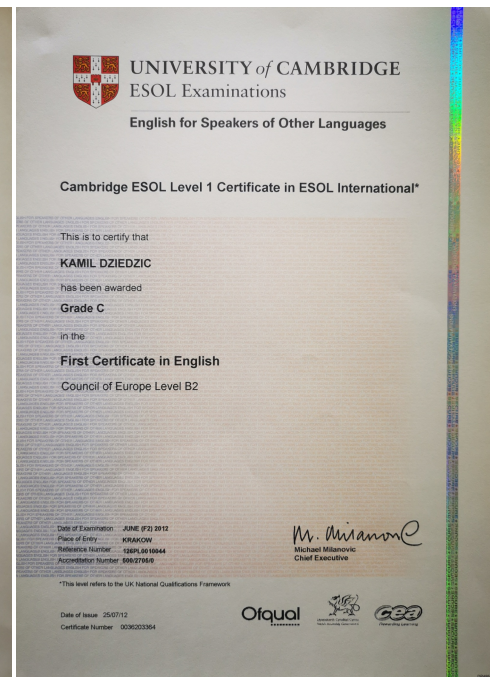 UNIVERSITY of CAMBRIDGE
ESOL Examinations
English for Speakers of Other Languages
Cambridge ESOL Level 1 Certificate in ESOL International*
This is to certify that
KAMIL DZIEDZIC
has been awarded
Grade C
in the
First Certificate in English
Council of Europe Level B2
Date of Examination JUNE (F2) 2012
Place of Entry KRAKOW
Reference Number 126PL0010044
Accreditation Number 500/2705/0
M. Milanovic
Michael Milanovic
Chief Executive
*This level refers to the UK National Qualifications Framework
Date of Issue 25/07/12
Certificate Number 0036203364
Ofqual
cea